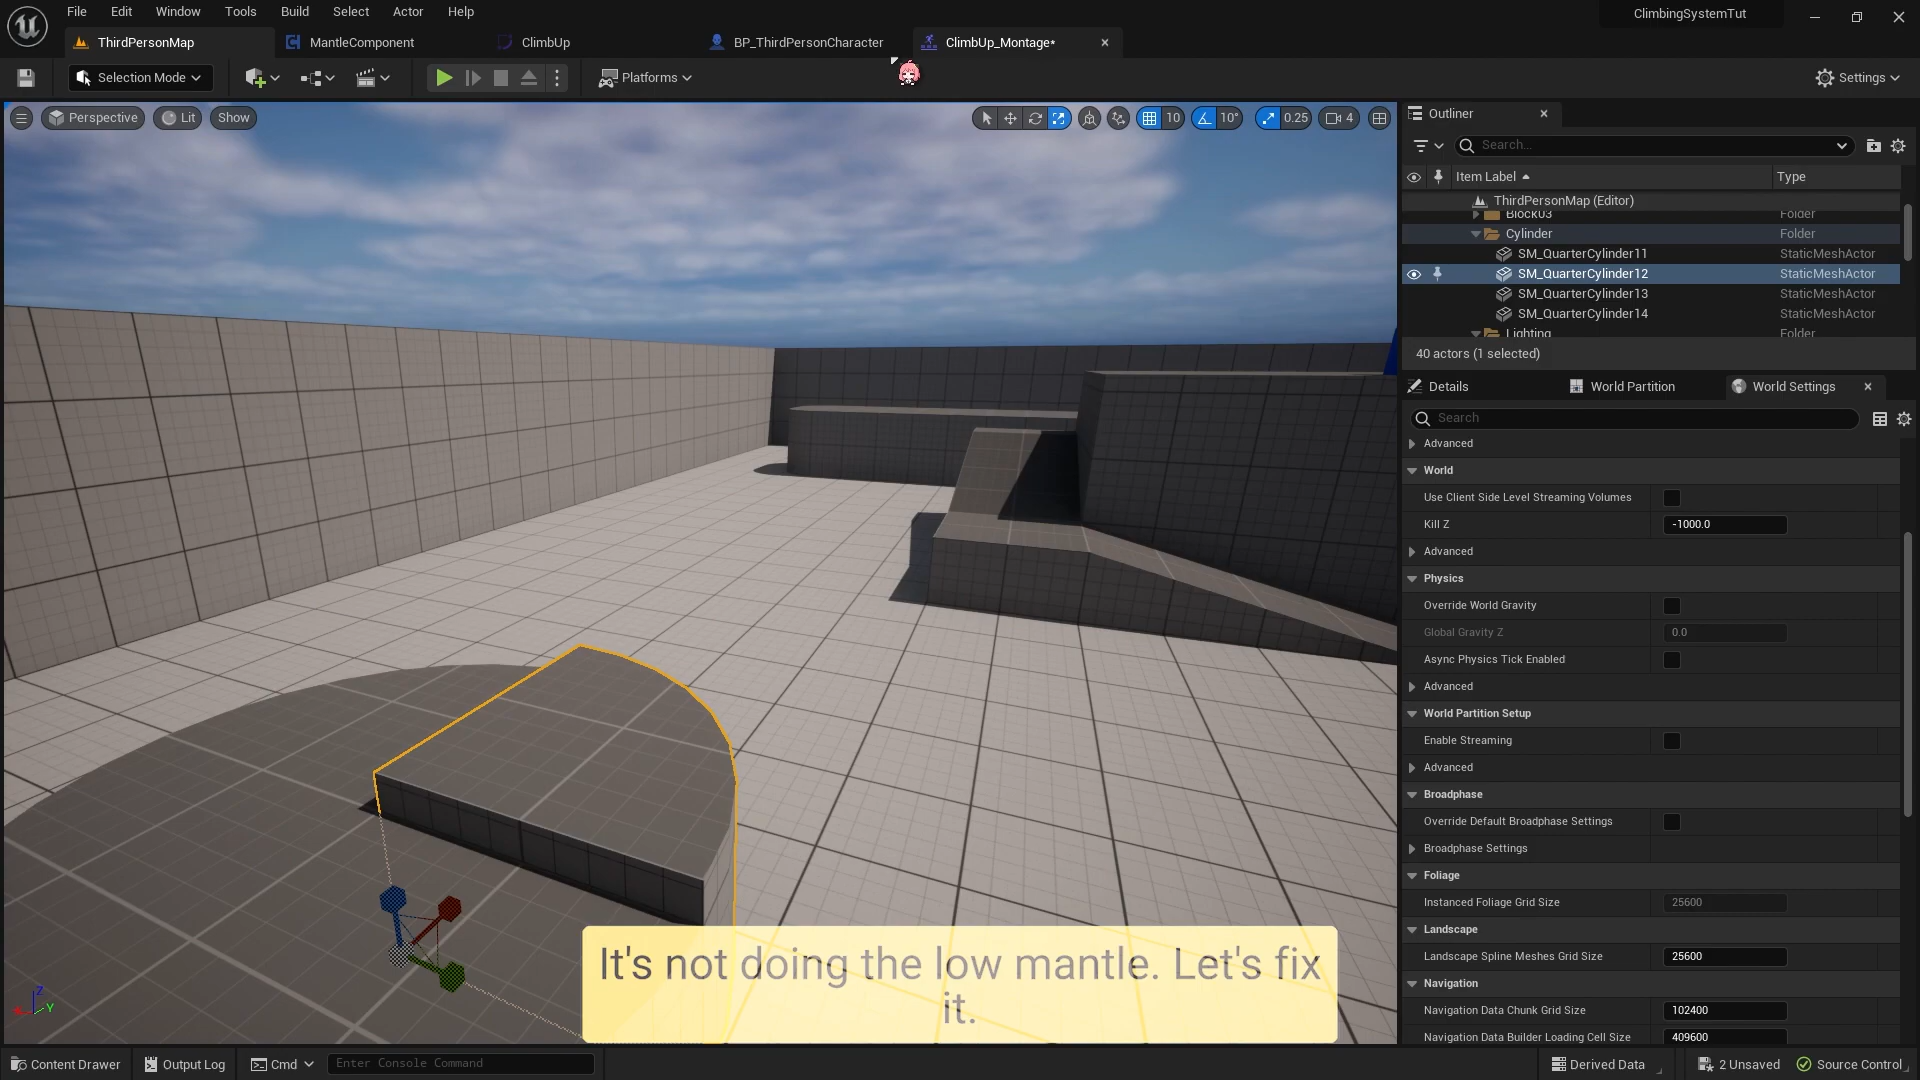 File Edit Window Tools Build Select Actor Help
ClimbingSystemTut
ThirdPersonMap MantleComponent ClimbUp BP_ThirdPersonCharacter ClimbUp_Montage*
Selection Mode Platforms Settings
Perspective Lit Show 10 10° 0.25 4
Outliner
Search...
Item Label Type
ThirdPersonMap (Editor)
Block03 Folder
Cylinder Folder
SM_QuarterCylinder11 StaticMeshActor
SM_QuarterCylinder12 StaticMeshActor
SM_QuarterCylinder13 StaticMeshActor
SM_QuarterCylinder14 StaticMeshActor
Lighting Folder
40 actors (1 selected)
Details World Partition World Settings
Search
Advanced
World
Use Client Side Level Streaming Volumes
Kill Z -1000.0
Advanced
Physics
Override World Gravity
Global Gravity Z 0.0
Async Physics Tick Enabled
Advanced
World Partition Setup
Enable Streaming
Advanced
Broadphase
Override Default Broadphase Settings
Broadphase Settings
Foliage
Instanced Foliage Grid Size 25600
Landscape
Landscape Spline Meshes Grid Size 25600
Navigation
Navigation Data Chunk Grid Size 102400
Navigation Data Builder Loading Cell Size 409600
It's not doing the low mantle. Let's fix
it.
Z
Y
Content Drawer Output Log Cmd Enter Console Command Derived Data 2 Unsaved Source Control